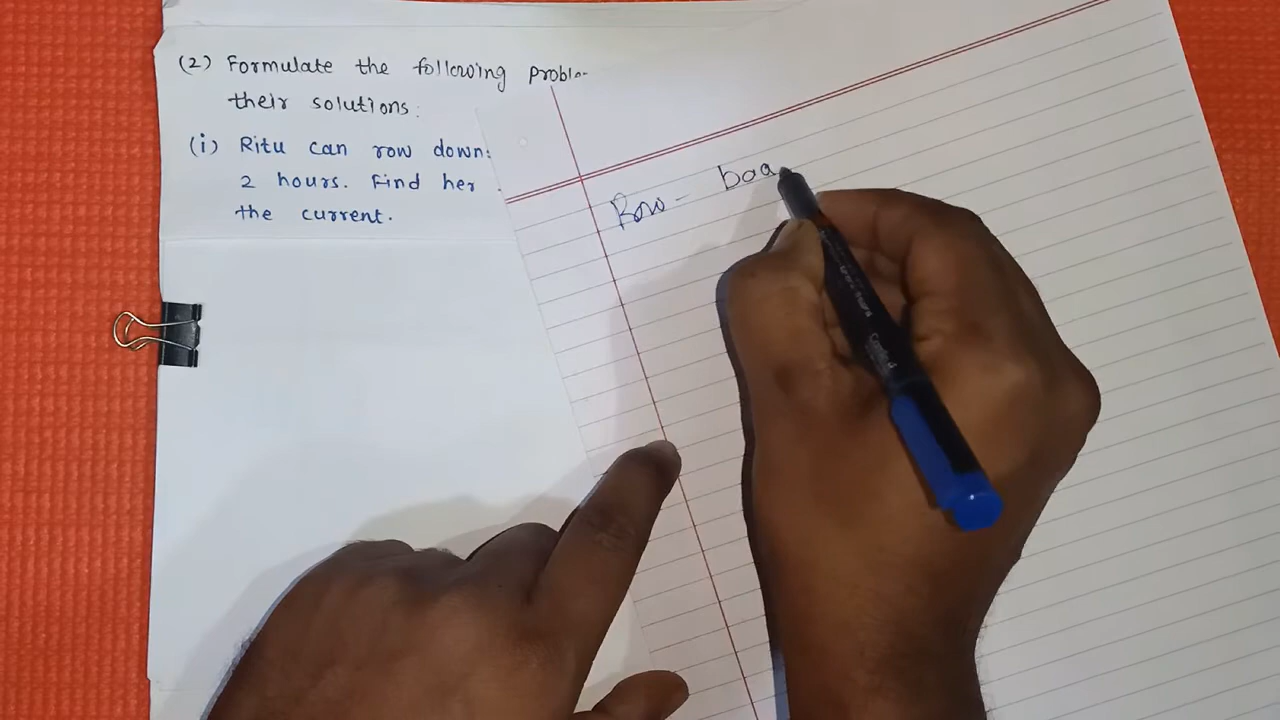 (2) Formulate the following proble
their solutions:
(i) Ritu can row down
2 hours. Find her
the current.
Row - boa